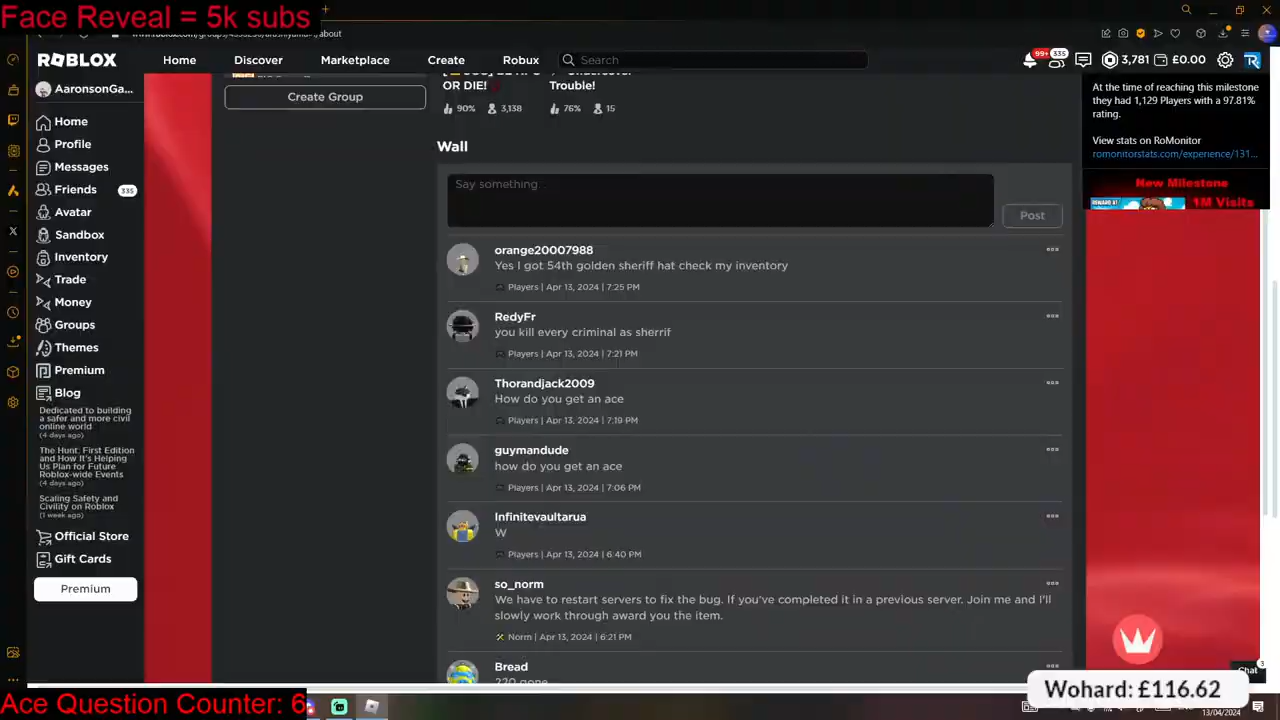 Face Reveal = 5k subs
ROBLOX
Home
Discover
Marketplace
Create
Robux
Search
99+
335
3,781
£0.00
AaronsonGa...
Home
Profile
Messages
Friends
335
Avatar
Sandbox
Inventory
Trade
Money
Groups
Themes
Premium
Blog
Dedicated to building
a safer and more civil
online world
(4 days ago)
The Hunt: First Edition
and How It's Helping
Us Plan for Future
Roblox-wide Events
(4 days ago)
Scaling Safety and
Civility on Roblox
(1 week ago)
Official Store
Gift Cards
Premium
Create Group
OR DIE!
90%
3,138
Trouble!
76%
15
Wall
Say something...
Post
orange20007988
Yes I got 54th golden sheriff hat check my inventory
Players | Apr 13, 2024 | 7:25 PM
RedyFr
you kill every criminal as sherrif
Players | Apr 13, 2024 | 7:21 PM
Thorandjack2009
How do you get an ace
Players | Apr 13, 2024 | 7:19 PM
guymandude
how do you get an ace
Players | Apr 13, 2024 | 7:06 PM
Infinitevaultarua
W
Players | Apr 13, 2024 | 6:40 PM
so_norm
We have to restart servers to fix the bug. If you've completed it in a previous server. Join me and I'll
slowly work through award you the item.
Norm | Apr 13, 2024 | 6:21 PM
Bread
220 gone
At the time of reaching this milestone
they had 1,129 Players with a 97.81%
rating.
View stats on RoMonitor
romonitorstats.com/experience/131...
New Milestone
1M Visits
Chat
3
Wohard: £116.62
Ace Question Counter: 6
13/04/2024